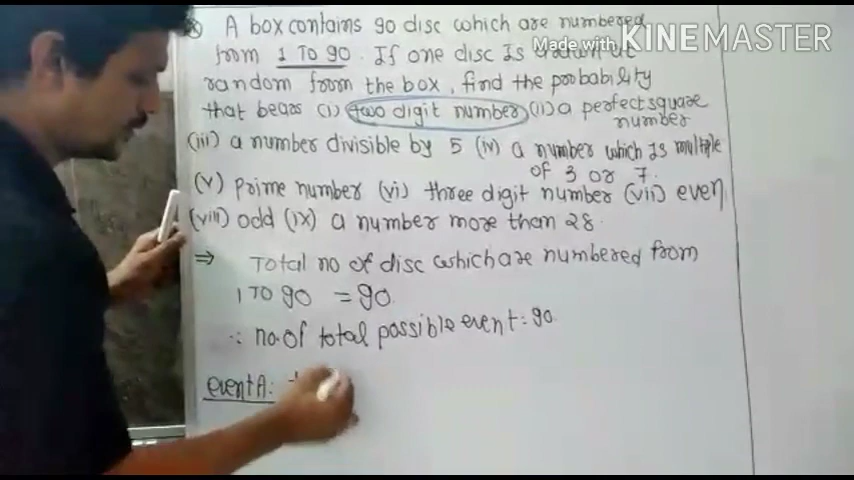 A box contains 90 disc which are numbered
from 1 TO 90. If one disc Is drawn at
Made with KINEMASTER
random from the box, find the probability
that bears (i) two digit number (ii) a perfect square
number
(iii) a number divisible by 5 (iv) a number which Is multiple
of 3 or 7.
(v) prime number (vi) three digit number (vii) even
(viii) odd (ix) a number more than 28.
⇒ Total no of disc which are numbered from
1 TO 90 = 90.
∴ no. of total possible event = 90
event A: